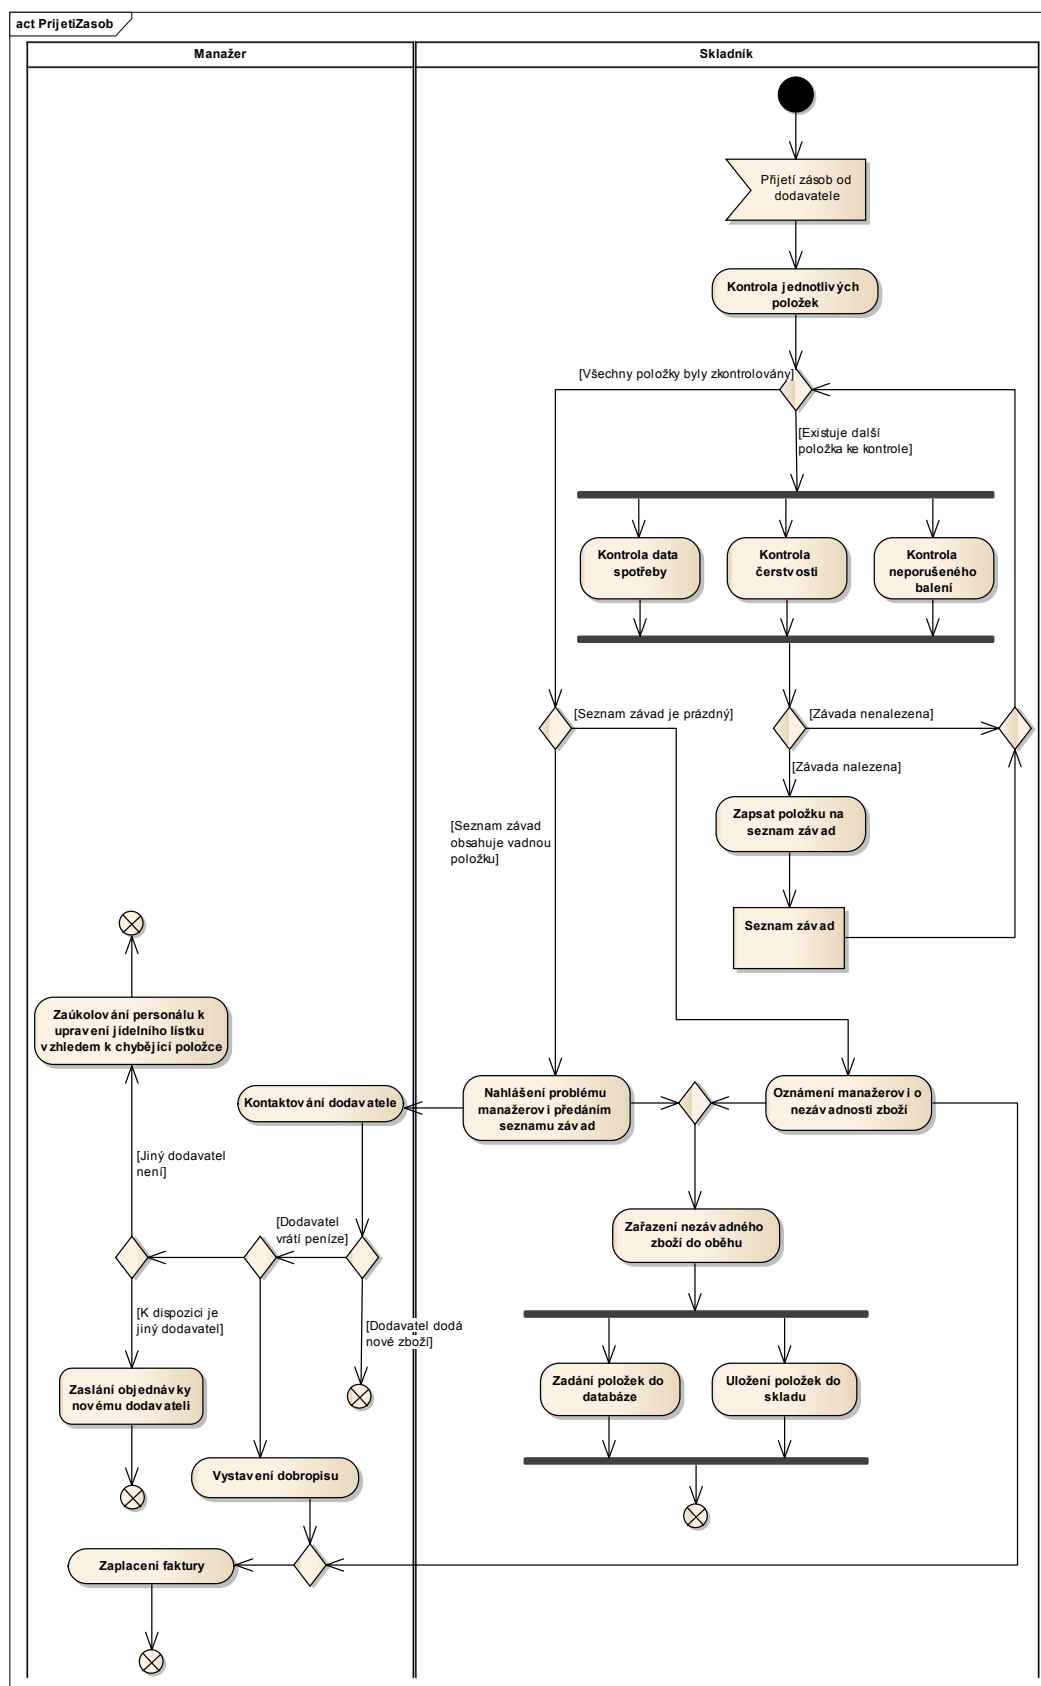 act PrijetiZasob
Manažer
Skladník
Přijetí zásob od
dodavatele
Kontrola jednotlivých
položek
[Všechny položky byly zkontrolovány]
[Existuje další
položka ke kontrole]
Kontrola data
spotřeby
Kontrola
čerstvosti
Kontrola
neporušeného
balení
[Seznam závad je prázdný]
[Závada nenalezena]
[Závada nalezena]
Zapsat položku na
seznam závad
[Seznam závad
obsahuje vadnou
položku]
Seznam závad
Zaúkolování personálu k
upravení jídelního lístku
vzhledem k chybějící položce
Kontaktování dodavatele
Nahlášení problému
manažerovi předáním
seznamu závad
Oznámení manažerovi o
nezávadnosti zboží
[Jiný dodavatel
není]
[Dodavatel
vrátí peníze]
Zařazení nezávadného
zboží do oběhu
[K dispozici je
jiný dodavatel]
[Dodavatel dodá
nové zboží]
Zaslání objednávky
novému dodavateli
Zadání položek do
databáze
Uložení položek do
skladu
Vystavení dobropisu
Zaplacení faktury